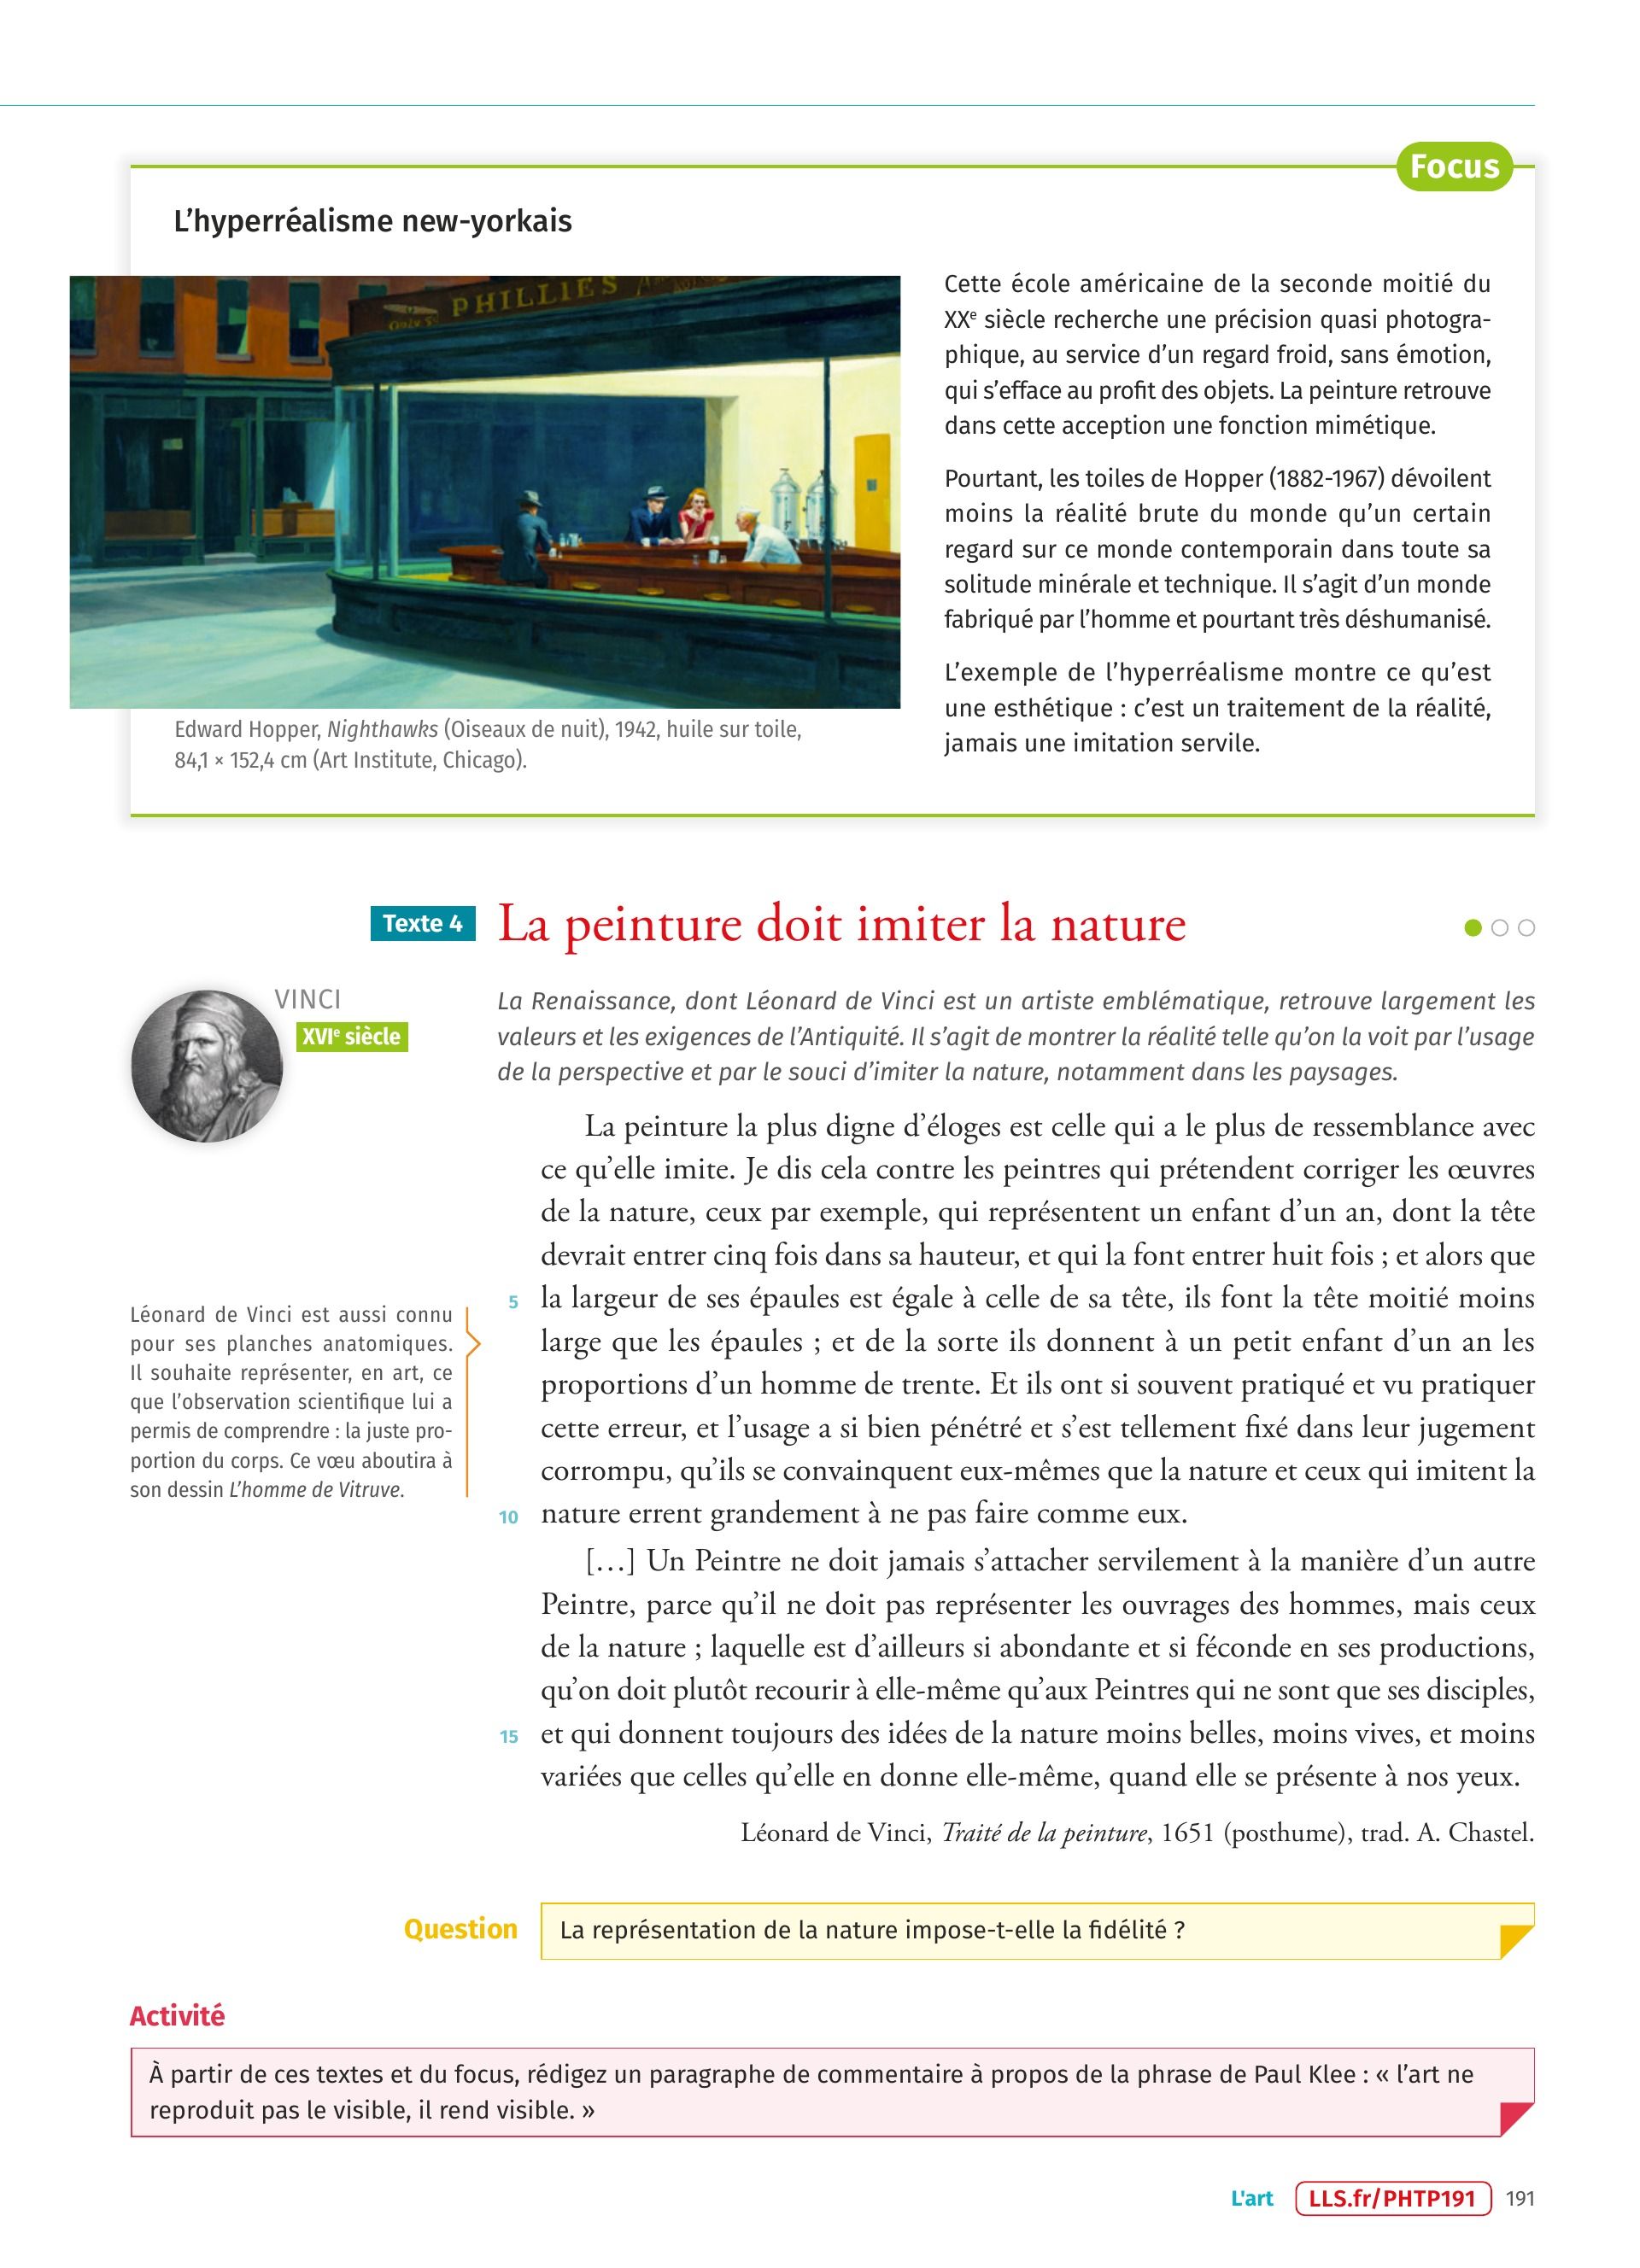 Focus
L’hyperréalisme new-yorkais
PHILLIES
Only 5¢
Edward Hopper, Nighthawks (Oiseaux de nuit), 1942, huile sur toile,
84,1 × 152,4 cm (Art Institute, Chicago).
Cette école américaine de la seconde moitié du
XXe siècle recherche une précision quasi photogra-
phique, au service d’un regard froid, sans émotion,
qui s’efface au profit des objets. La peinture retrouve
dans cette acception une fonction mimétique.
Pourtant, les toiles de Hopper (1882-1967) dévoilent
moins la réalité brute du monde qu’un certain
regard sur ce monde contemporain dans toute sa
solitude minérale et technique. Il s’agit d’un monde
fabriqué par l’homme et pourtant très déshumanisé.
L’exemple de l’hyperréalisme montre ce qu’est
une esthétique : c’est un traitement de la réalité,
jamais une imitation servile.
Texte 4 La peinture doit imiter la nature
VINCI
XVIe siècle
La Renaissance, dont Léonard de Vinci est un artiste emblématique, retrouve largement les
valeurs et les exigences de l’Antiquité. Il s’agit de montrer la réalité telle qu’on la voit par l’usage
de la perspective et par le souci d’imiter la nature, notamment dans les paysages.
La peinture la plus digne d’éloges est celle qui a le plus de ressemblance avec
ce qu’elle imite. Je dis cela contre les peintres qui prétendent corriger les œuvres
de la nature, ceux par exemple, qui représentent un enfant d’un an, dont la tête
devrait entrer cinq fois dans sa hauteur, et qui la font entrer huit fois ; et alors que
5 la largeur de ses épaules est égale à celle de sa tête, ils font la tête moitié moins
large que les épaules ; et de la sorte ils donnent à un petit enfant d’un an les
proportions d’un homme de trente. Et ils ont si souvent pratiqué et vu pratiquer
cette erreur, et l’usage a si bien pénétré et s’est tellement fixé dans leur jugement
corrompu, qu’ils se convainquent eux-mêmes que la nature et ceux qui imitent la
10 nature errent grandement à ne pas faire comme eux.
[…] Un Peintre ne doit jamais s’attacher servilement à la manière d’un autre
Peintre, parce qu’il ne doit pas représenter les ouvrages des hommes, mais ceux
de la nature ; laquelle est d’ailleurs si abondante et si féconde en ses productions,
qu’on doit plutôt recourir à elle-même qu’aux Peintres qui ne sont que ses disciples,
15 et qui donnent toujours des idées de la nature moins belles, moins vives, et moins
variées que celles qu’elle en donne elle-même, quand elle se présente à nos yeux.
Léonard de Vinci, Traité de la peinture, 1651 (posthume), trad. A. Chastel.
Léonard de Vinci est aussi connu
pour ses planches anatomiques.
Il souhaite représenter, en art, ce
que l’observation scientifique lui a
permis de comprendre : la juste pro-
portion du corps. Ce vœu aboutira à
son dessin L’homme de Vitruve.
Question
La représentation de la nature impose-t-elle la fidélité ?
Activité
À partir de ces textes et du focus, rédigez un paragraphe de commentaire à propos de la phrase de Paul Klee : « l’art ne
reproduit pas le visible, il rend visible. »
L’art LLS.fr/PHTP191 191